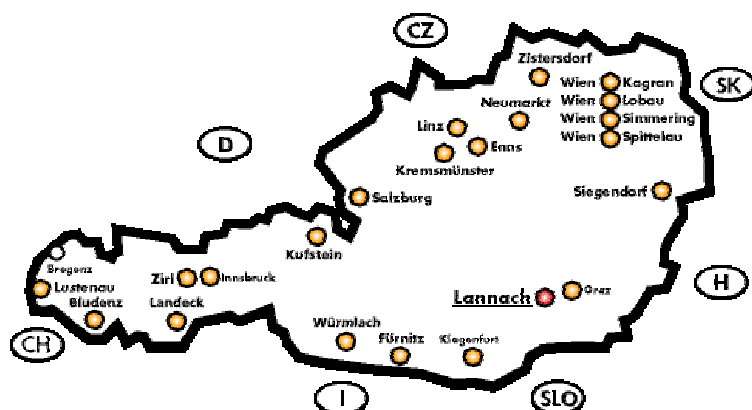 CZ
Zistersdorf
SK
Wien Kagran
Wien Lobau
Neumarkt
Wien Simmering
Linz
Wien Spittelau
D
Enns
Kremsmünster
Salzburg
Siegendorf
Kufstein
Bregenz
Zirl
Innsbruck
H
Lustenau
Graz
Bludenz
Landeck
Lannach
Würmlach
Fürnitz
Klegenfort
CH
I
SLO